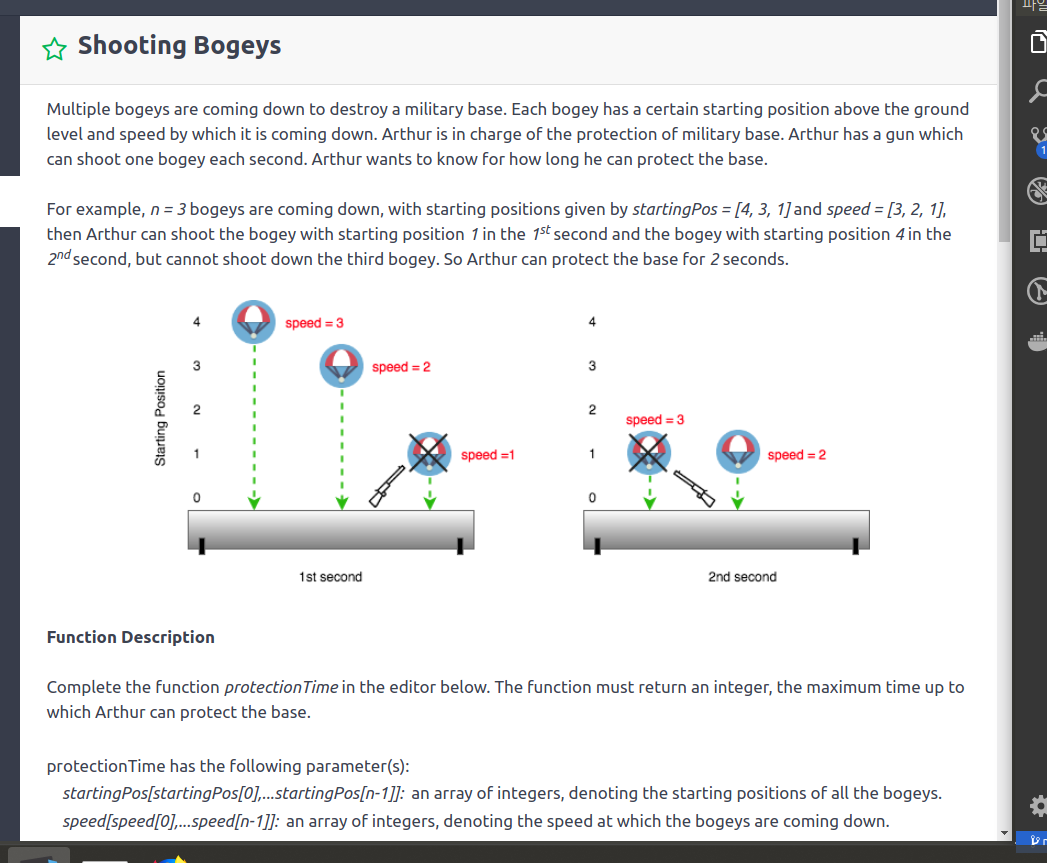 파일
Shooting Bogeys
Multiple bogeys are coming down to destroy a military base. Each bogey has a certain starting position above the ground
level and speed by which it is coming down. Arthur is in charge of the protection of military base. Arthur has a gun which
can shoot one bogey each second. Arthur wants to know for how long he can protect the base.
For example, n = 3 bogeys are coming down, with starting positions given by startingPos = [4, 3, 1] and speed = [3, 2, 1],
then Arthur can shoot the bogey with starting position 1 in the 1st second and the bogey with starting position 4 in the
2nd second, but cannot shoot down the third bogey. So Arthur can protect the base for 2 seconds.
Starting Position
4 speed = 3
3 speed = 2
2
1 speed =1
0
1st second
4
3
2 speed = 3
1 speed = 2
0
2nd second
Function Description
Complete the function protectionTime in the editor below. The function must return an integer, the maximum time up to
which Arthur can protect the base.
protectionTime has the following parameter(s):
startingPos[startingPos[0],...startingPos[n-1]]: an array of integers, denoting the starting positions of all the bogeys.
speed[speed[0],...speed[n-1]]: an array of integers, denoting the speed at which the bogeys are coming down.
1